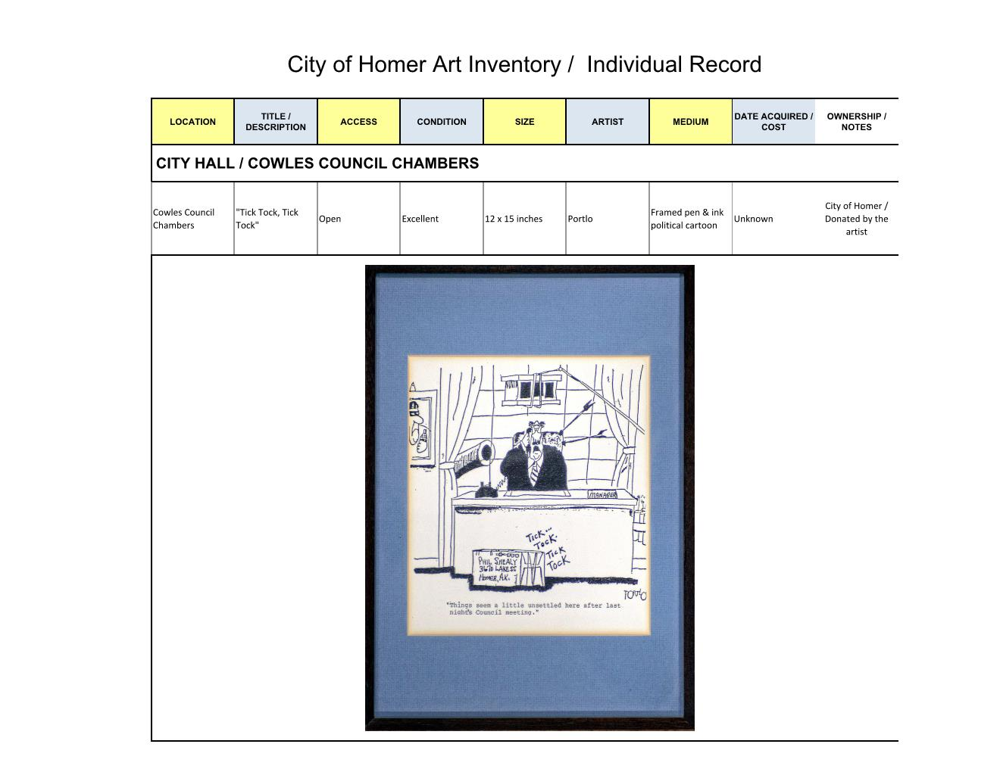 City of Homer Art Inventory /  Individual Record
LOCATION
TITLE /
DESCRIPTION
ACCESS
CONDITION
SIZE
ARTIST
MEDIUM
DATE ACQUIRED /
COST
OWNERSHIP /
NOTES
CITY HALL / COWLES COUNCIL CHAMBERS
Cowles Council
Chambers
"Tick Tock, Tick
Tock"
Open
Excellent
12 x 15 inches
Portlo
Framed pen & ink
political cartoon
Unknown
City of Homer /
Donated by the
artist
MANAGER
TICK...
TOCK.
TICK
TOCK
PHIL SHEALY
3670 LAKE ST
HOMER, AK.
PORTLO
"Things seem a little unsettled here after last
night's Council meeting."